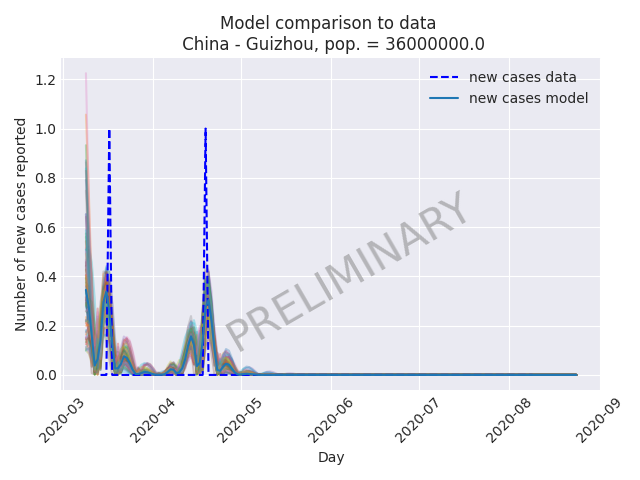 Model comparison to data
China - Guizhou, pop. = 36000000.0
new cases data
new cases model
Number of new cases reported
1.2
1.0
0.8
0.6
0.4
0.2
0.0
PRELIMINARY
2020-03
2020-04
2020-05
2020-06
2020-07
2020-08
2020-09
Day